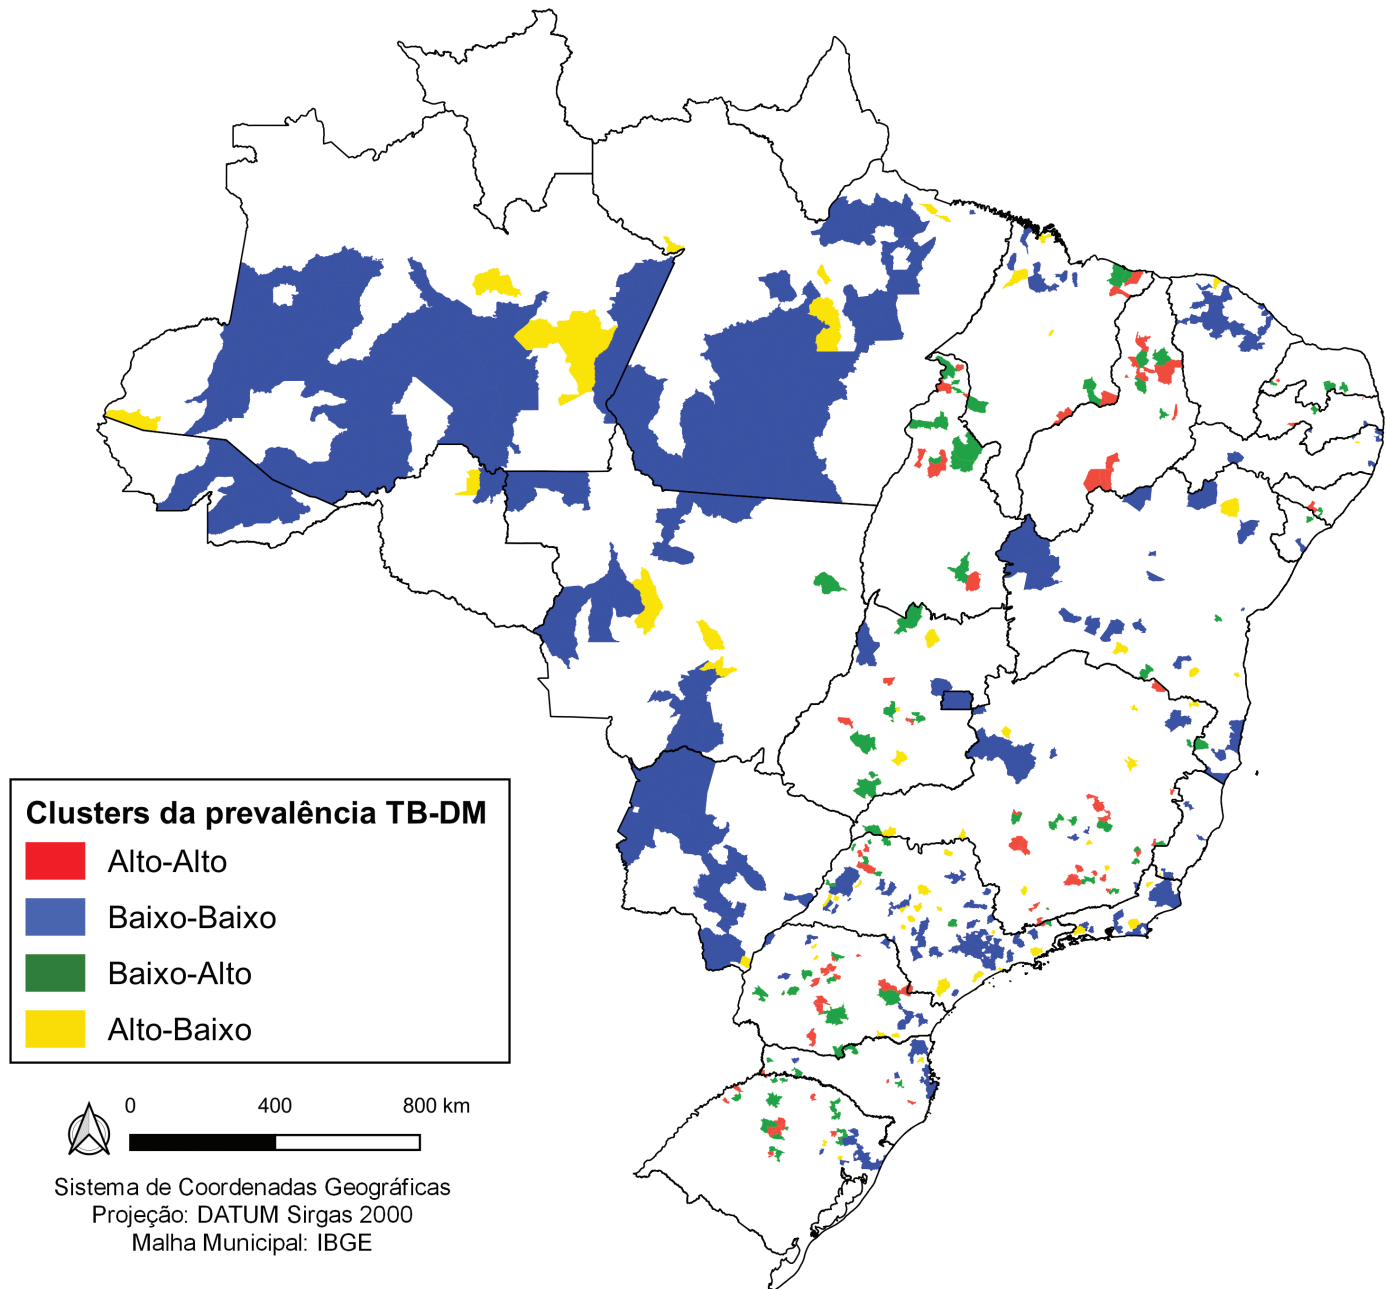 Clusters da prevalência TB-DM
Alto-Alto
Baixo-Baixo
Baixo-Alto
Alto-Baixo
0 400 800 km
Sistema de Coordenadas Geográficas
Projeção: DATUM Sirgas 2000
Malha Municipal: IBGE